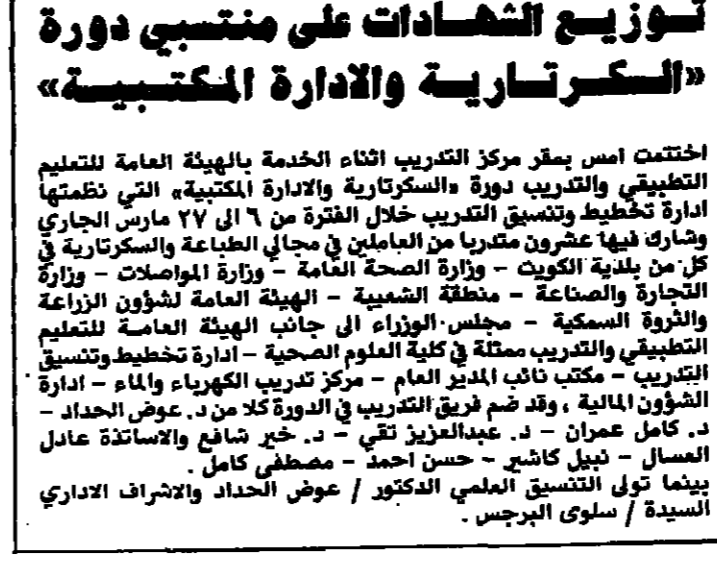 توزيع الشهادات على منتسبي دورة
«السكرتارية والادارة المكتبية»
اختتمت امس بمقر مركز التدريب اثناء الخدمة بالهيئة العامة للتعليم
التطبيقي والتدريب دورة «السكرتارية والادارة المكتبية» التي نظمتها
ادارة تخطيط وتنسيق التدريب خلال الفترة من ٦ الى ٢٧ مارس الجاري
وشارك فيها عشرون متدربا من العاملين في مجالي الطباعة والسكرتارية في
كل من بلدية الكويت – وزارة الصحة العامة – وزارة المواصلات – وزارة
التجارة والصناعة – منطقة الشعيبة – الهيئة العامة لشؤون الزراعة
والثروة السمكية – مجلس الوزراء الى جانب الهيئة العامة للتعليم
التطبيقي والتدريب ممثلة في كلية العلوم الصحية – ادارة تخطيط وتنسيق
التدريب – مكتب نائب المدير العام – مركز تدريب الكهرباء والماء – ادارة
الشؤون المالية ، وقد ضم فريق التدريب في الدورة كلا من د. عوض الحداد –
د. كامل عمران – د. عبدالعزيز تقي – د. خير شافع والاساتذة عادل
العسال – نبيل كاشير – حسن احمد – مصطفى كامل .
بينما تولى التنسيق العلمي الدكتور / عوض الحداد والاشراف الاداري
السيدة / سلوى البرجس .